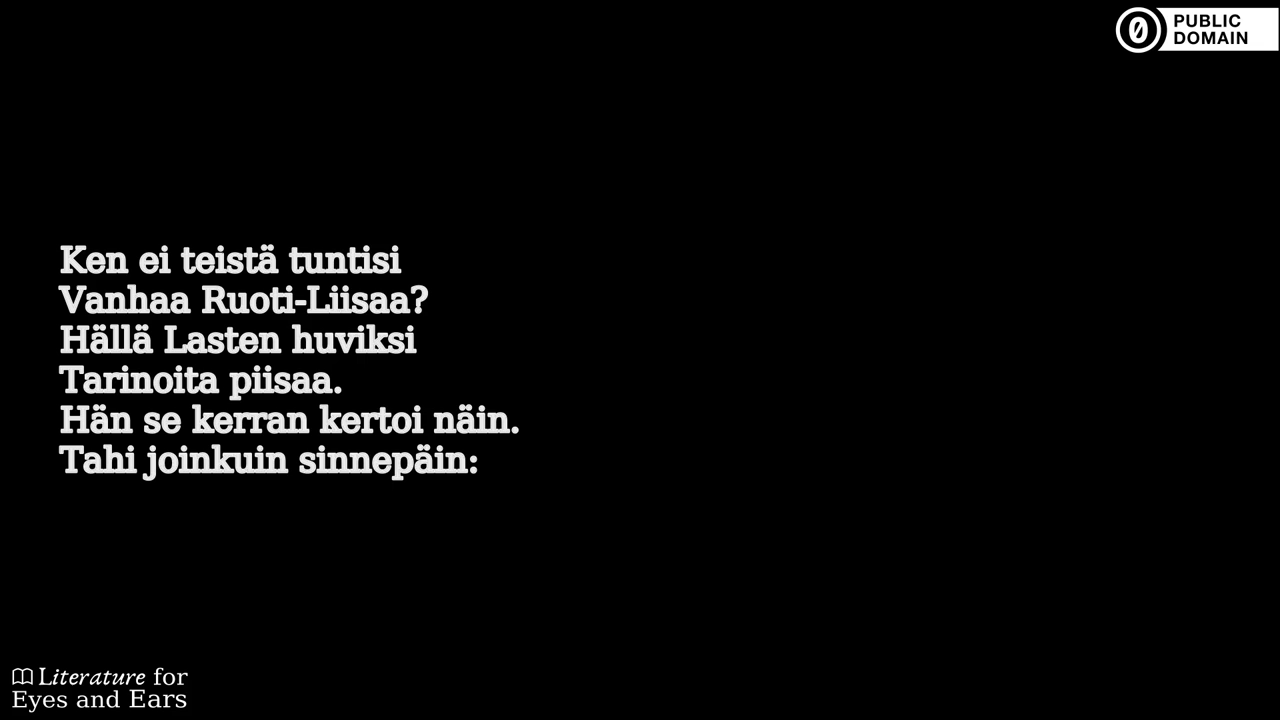 PUBLIC
DOMAIN
Ken ei teistä tuntisi
Vanhaa Ruoti-Liisaa?
Hällä Lasten huviksi
Tarinoita piisaa.
Hän se kerran kertoi näin.
Tahi joinkuin sinnepäin:
Literature for
Eyes and Ears